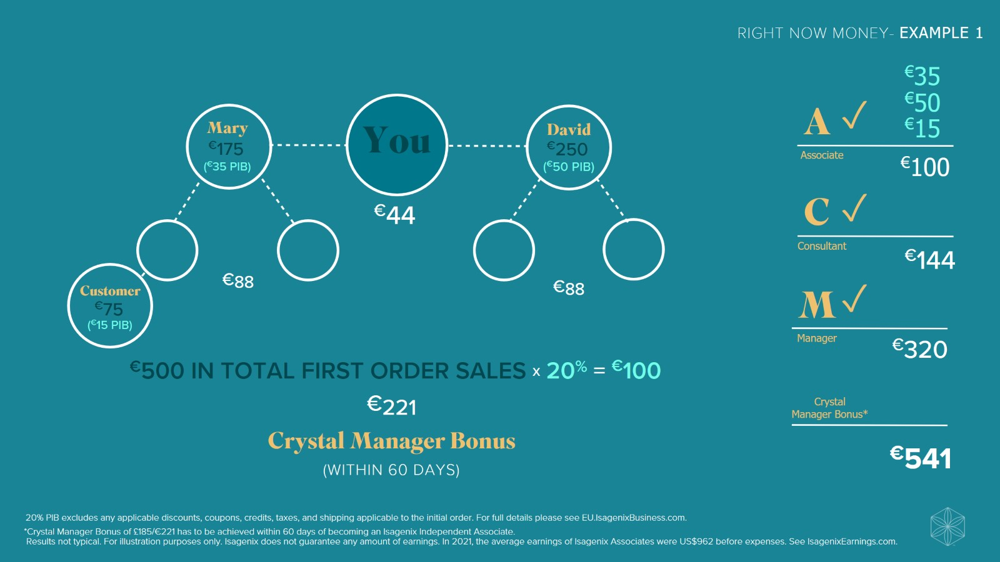 RIGHT NOW MONEY- EXAMPLE 1
Mary
€175
(€35 PIB)
You
€44
David
€250
(€50 PIB)
€88
€88
Customer
€75
(€15 PIB)
€500 IN TOTAL FIRST ORDER SALES x 20% = €100
€221
Crystal Manager Bonus
(WITHIN 60 DAYS)
€35
€50
€15
A ✓
Associate
€100
C ✓
Consultant
€144
M ✓
Manager
€320
Crystal
Manager Bonus*
€541
20% PIB excludes any applicable discounts, coupons, credits, taxes, and shipping applicable to the initial order. For full details please see EU.IsagenixBusiness.com.
*Crystal Manager Bonus of £185/€221 has to be achieved within 60 days of becoming an Isagenix Independent Associate.
Results not typical. For illustration purposes only. Isagenix does not guarantee any amount of earnings. In 2021, the average earnings of Isagenix Associates were US$962 before expenses. See IsagenixEarnings.com.